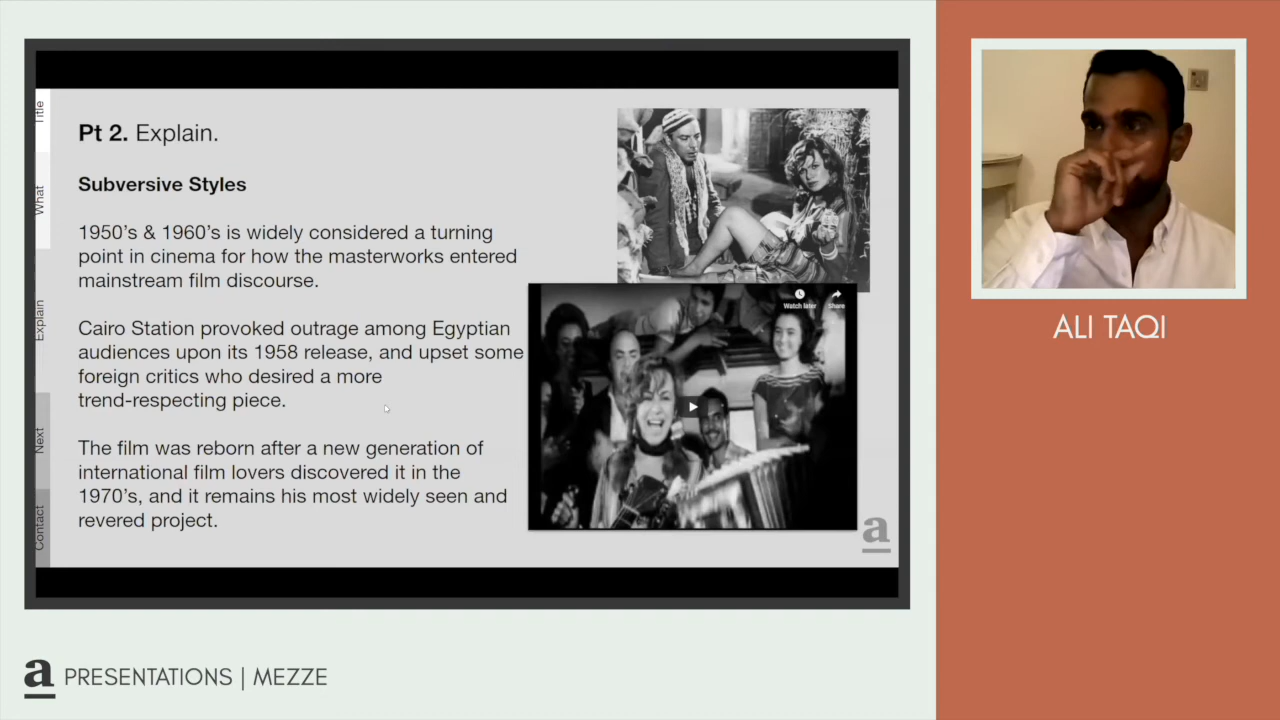 Title
What
Explain
Next
Contact
Pt 2. Explain.
Subversive Styles
1950's & 1960's is widely considered a turning
point in cinema for how the masterworks entered
mainstream film discourse.
Cairo Station provoked outrage among Egyptian
audiences upon its 1958 release, and upset some
foreign critics who desired a more
trend-respecting piece.
The film was reborn after a new generation of
international film lovers discovered it in the
1970's, and it remains his most widely seen and
revered project.
Watch later
Share
a
ALI TAQI
a PRESENTATIONS | MEZZE